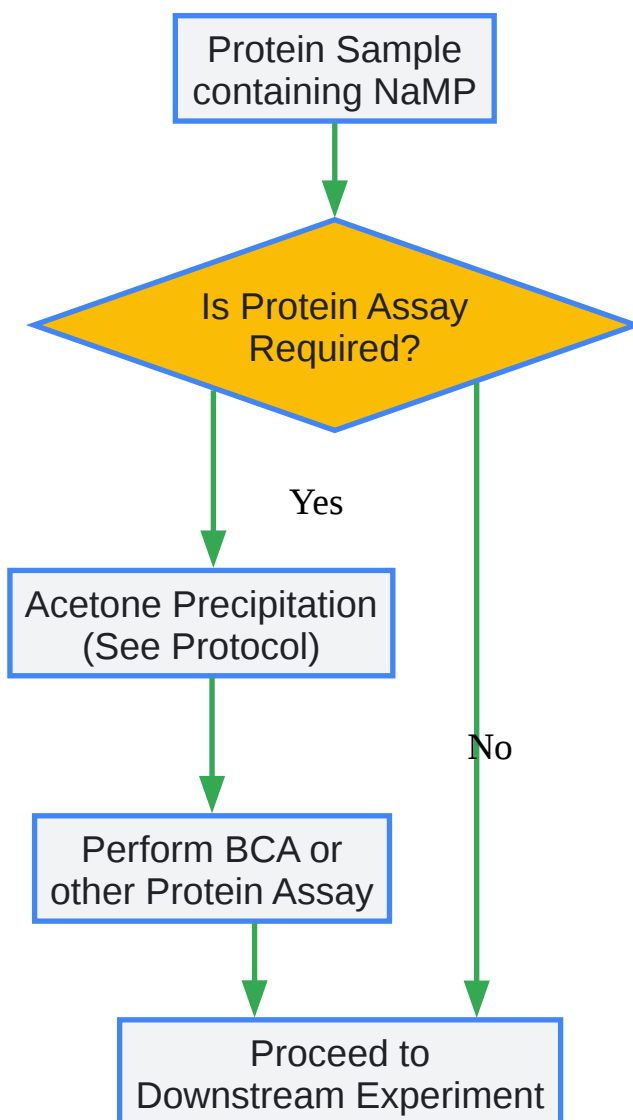 Protein Sample
containing NaMP
Is Protein Assay
Required?
Yes
Acetone Precipitation
(See Protocol)
No
Perform BCA or
other Protein Assay
Proceed to
Downstream Experiment